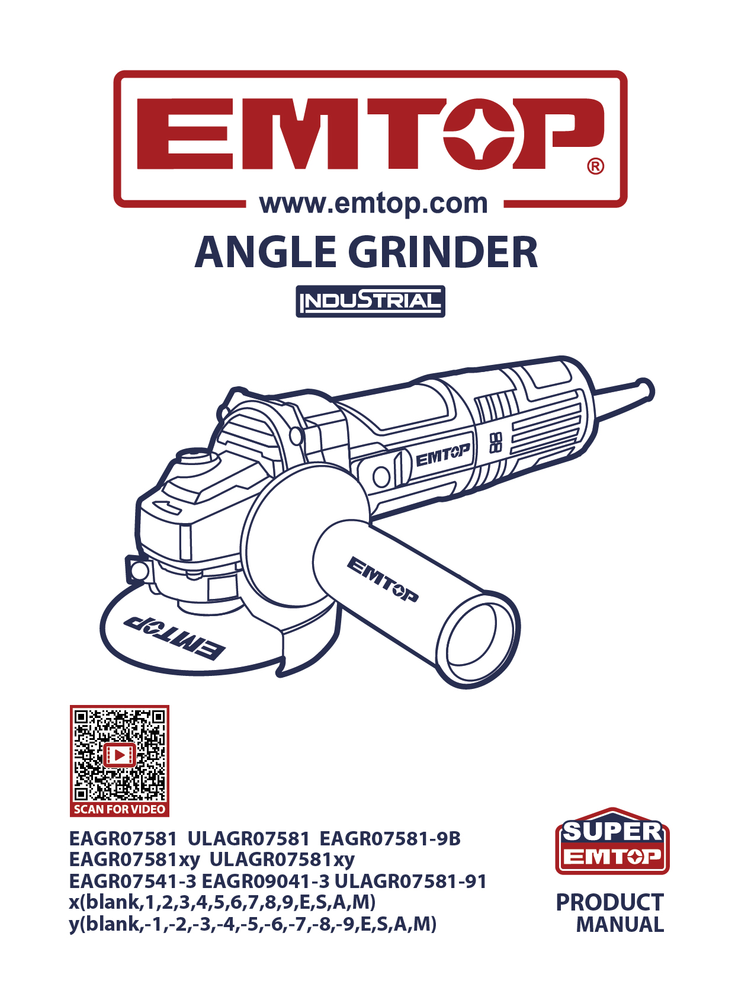 EMTOP®
www.emtop.com
ANGLE GRINDER
INDUSTRIAL
EMTOP
EMTOP
EMTOP
SCAN FOR VIDEO
EAGR07581 ULAGR07581 EAGR07581-9B
EAGR07581xy ULAGR07581xy
EAGR07541-3 EAGR09041-3 ULAGR07581-91
x(blank,1,2,3,4,5,6,7,8,9,E,S,A,M)
y(blank,-1,-2,-3,-4,-5,-6,-7,-8,-9,E,S,A,M)
SUPER
EMTOP
PRODUCT
MANUAL